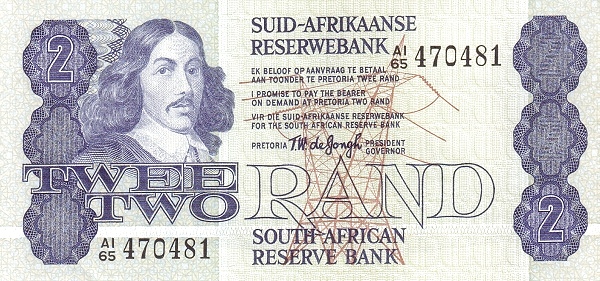 2
SUID-AFRIKAANSE
RESERWEBANK
AI
65 470481
EK BELOOF OP AANVRAAG TE BETAAL
AAN TOONDER TE PRETORIA TWEE RAND
I PROMISE TO PAY THE BEARER
ON DEMAND AT PRETORIA TWO RAND
VIR DIE SUID-AFRIKAANSE RESERWEBANK
FOR THE SOUTH AFRICAN RESERVE BANK
PRETORIA T.W. de Jongh PRESIDENT
GOVERNOR
TWEE
TWO RAND
2
AI
65 470481
SOUTH AFRICAN
RESERVE BANK